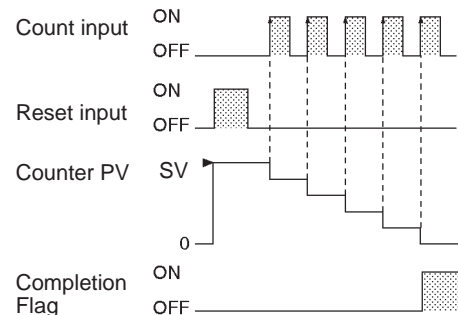 Count input
ON
OFF
Reset input
ON
OFF
Counter PV
SV
0
Completion
Flag
ON
OFF